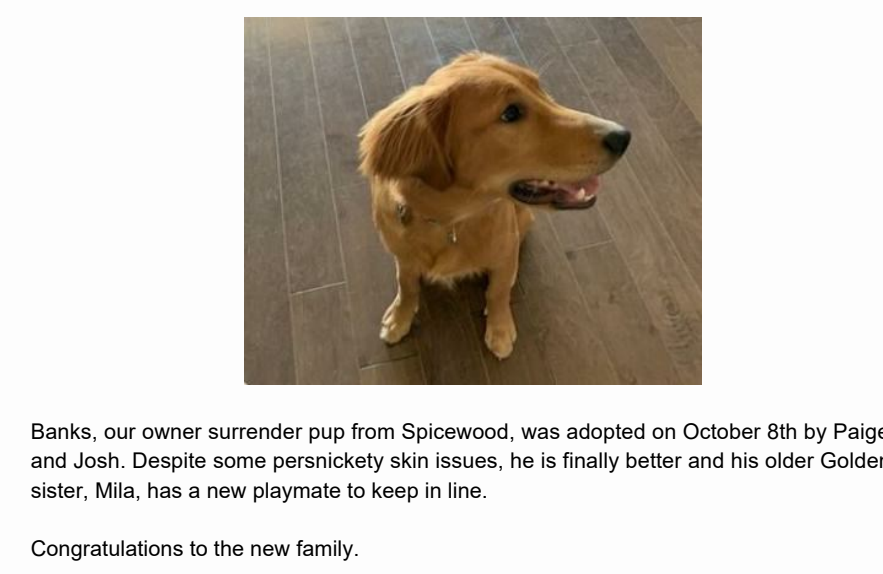 Banks, our owner surrender pup from Spicewood, was adopted on October 8th by Paige
and Josh. Despite some persnickety skin issues, he is finally better and his older Golden
sister, Mila, has a new playmate to keep in line.
Congratulations to the new family.